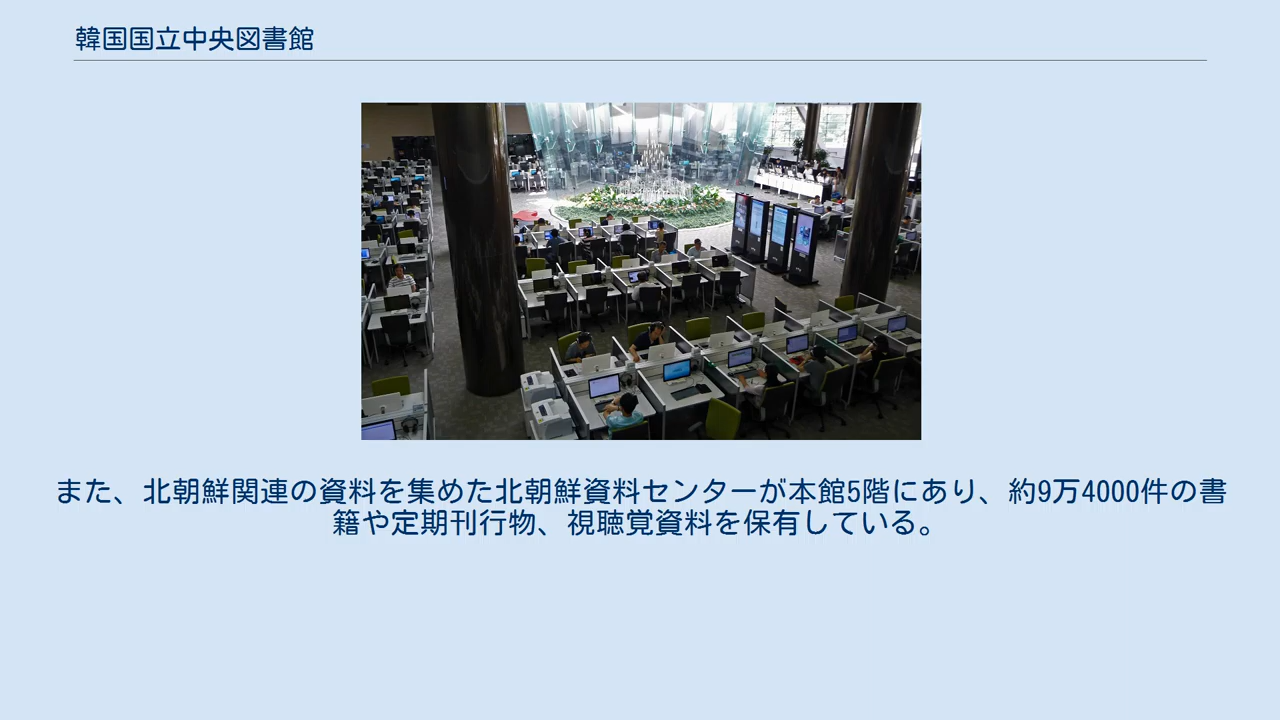 韓国国立中央図書館
また、北朝鮮関連の資料を集めた北朝鮮資料センターが本館5階にあり、約9万4000件の書
籍や定期刊行物、視聴覚資料を保有している。